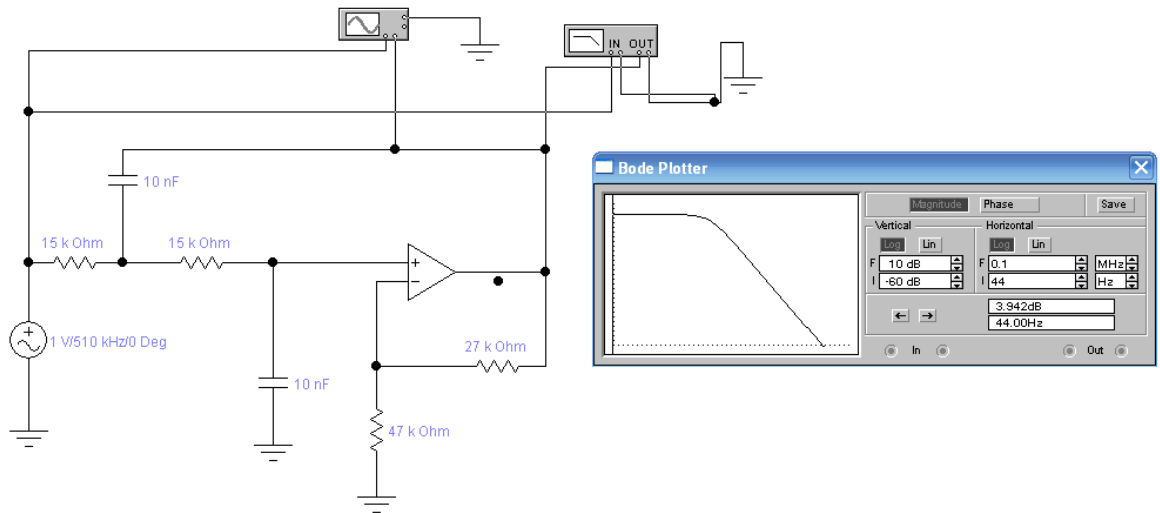 IN OUT
10 nF
15 k Ohm
15 k Ohm
+
−
+
1 V/510 kHz/0 Deg
27 k Ohm
10 nF
47 k Ohm
Bode Plotter
Magnitude Phase Save
Vertical Horizontal
Log Lin Log Lin
F 10 dB F 0.1 MHz
I -60 dB I 44 Hz
← → 3.942dB
44.00Hz
In Out